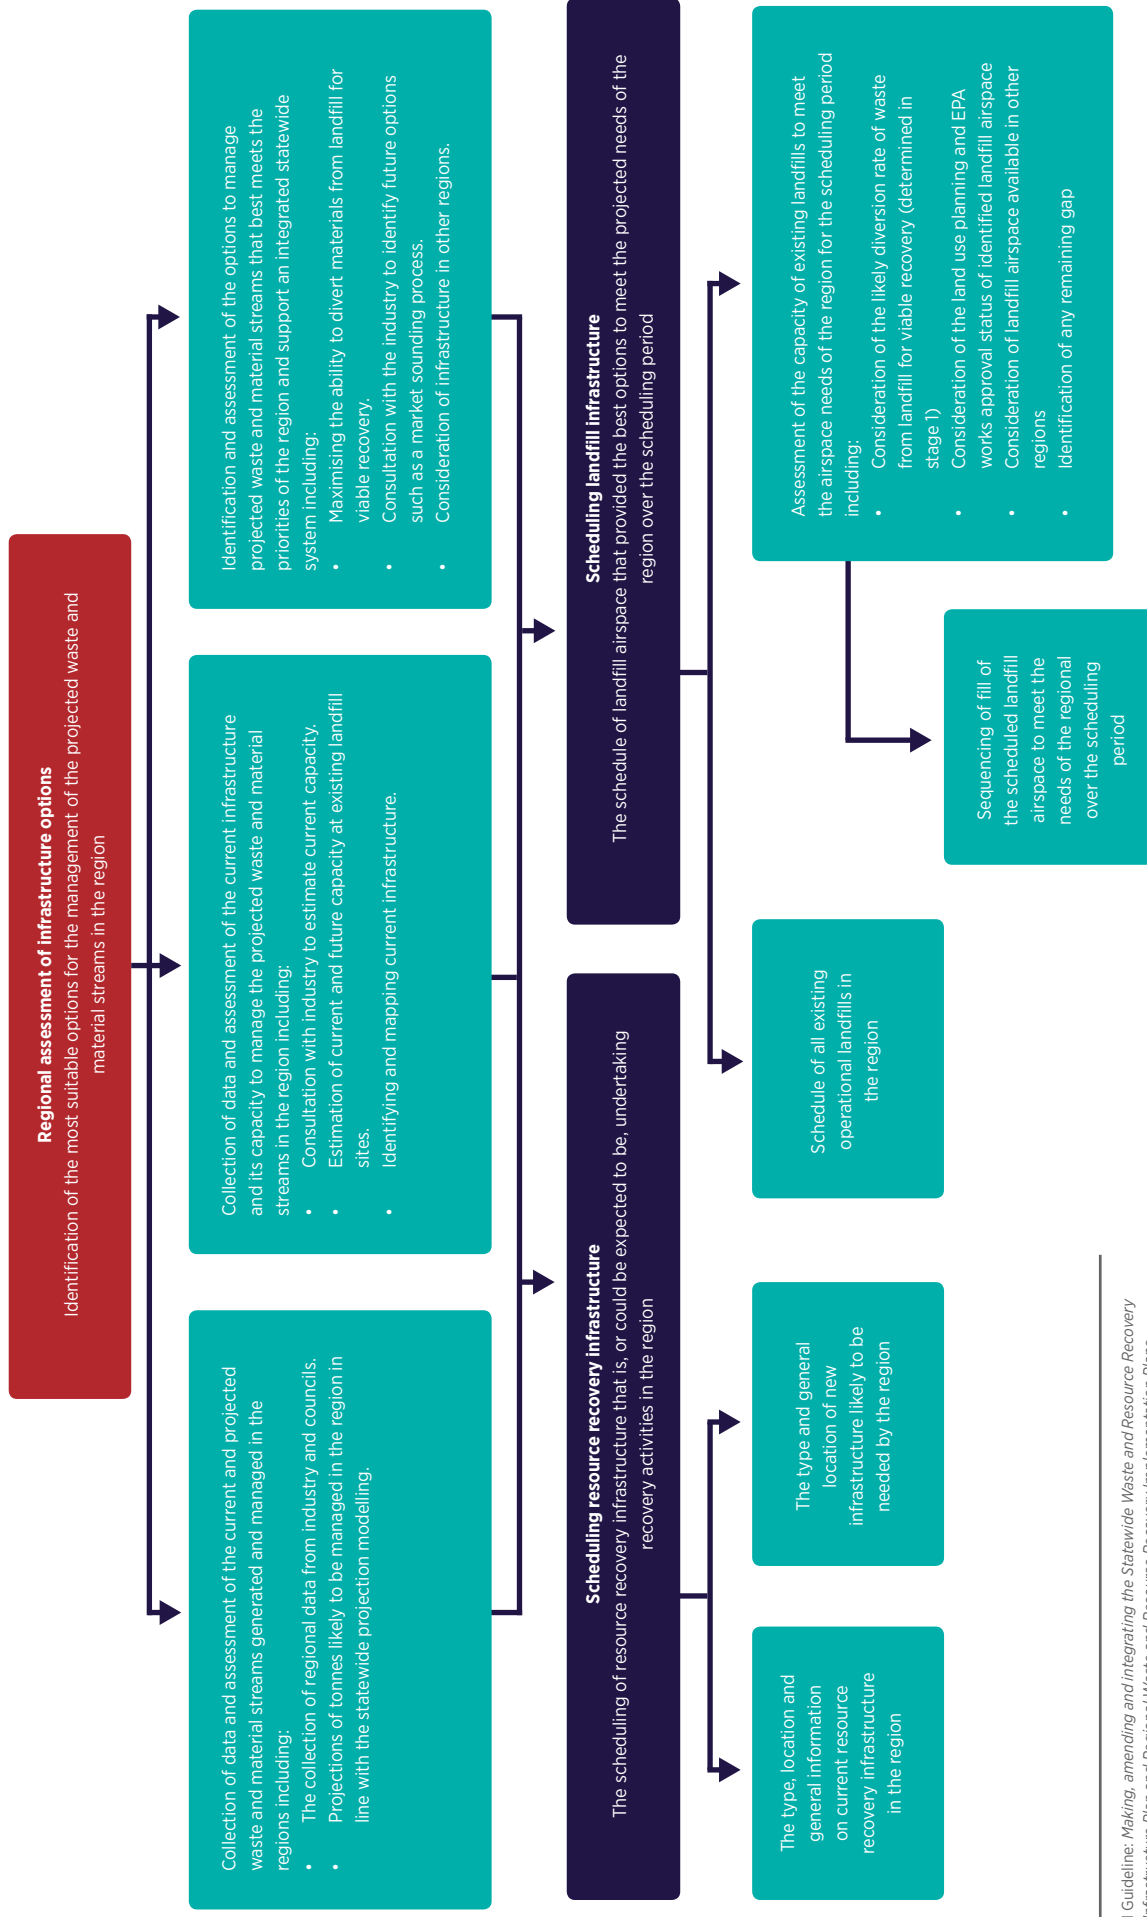 Regional assessment of infrastructure options
Identification of the most suitable options for the management of the projected waste and
material streams in the region
Collection of data and assessment of the current and projected
waste and material streams generated and managed in the
regions including:
• The collection of regional data from industry and councils.
• Projections of tonnes likely to be managed in the region in
line with the statewide projection modelling.
Collection of data and assessment of the current infrastructure
and its capacity to manage the projected waste and material
streams in the region including:
• Consultation with industry to estimate current capacity.
• Estimation of current and future capacity at existing landfill
sites.
• Identifying and mapping current infrastructure.
Identification and assessment of the options to manage
projected waste and material streams that best meets the
priorities of the region and support an integrated statewide
system including:
• Maximising the ability to divert materials from landfill for
viable recovery.
• Consultation with the industry to identify future options
such as a market sounding process.
• Consideration of infrastructure in other regions.
Scheduling resource recovery infrastructure
The scheduling of resource recovery infrastructure that is, or could be expected to be, undertaking
recovery activities in the region
Scheduling landfill infrastructure
The schedule of landfill airspace that provided the best options to meet the projected needs of the
region over the scheduling period
The type, location and
general information
on current resource
recovery infrastructure
in the region
The type and general
location of new
infrastructure likely to be
needed by the region
Schedule of all existing
operational landfills in
the region
Assessment of the capacity of existing landfills to meet
the airspace needs of the region for the scheduling period
including:
• Consideration of the likely diversion rate of waste
from landfill for viable recovery (determined in
stage 1)
• Consideration of the land use planning and EPA
works approval status of identified landfill airspace
• Consideration of landfill airspace available in other
regions
• Identification of any remaining gap
Sequencing of fill of
the scheduled landfill
airspace to meet the
needs of the regional
over the scheduling
period
Guideline: Making, amending and integrating the Statewide Waste and Resource Recovery
Infrastructure Plan and Regional Waste and Resource Recovery Implementation Plans